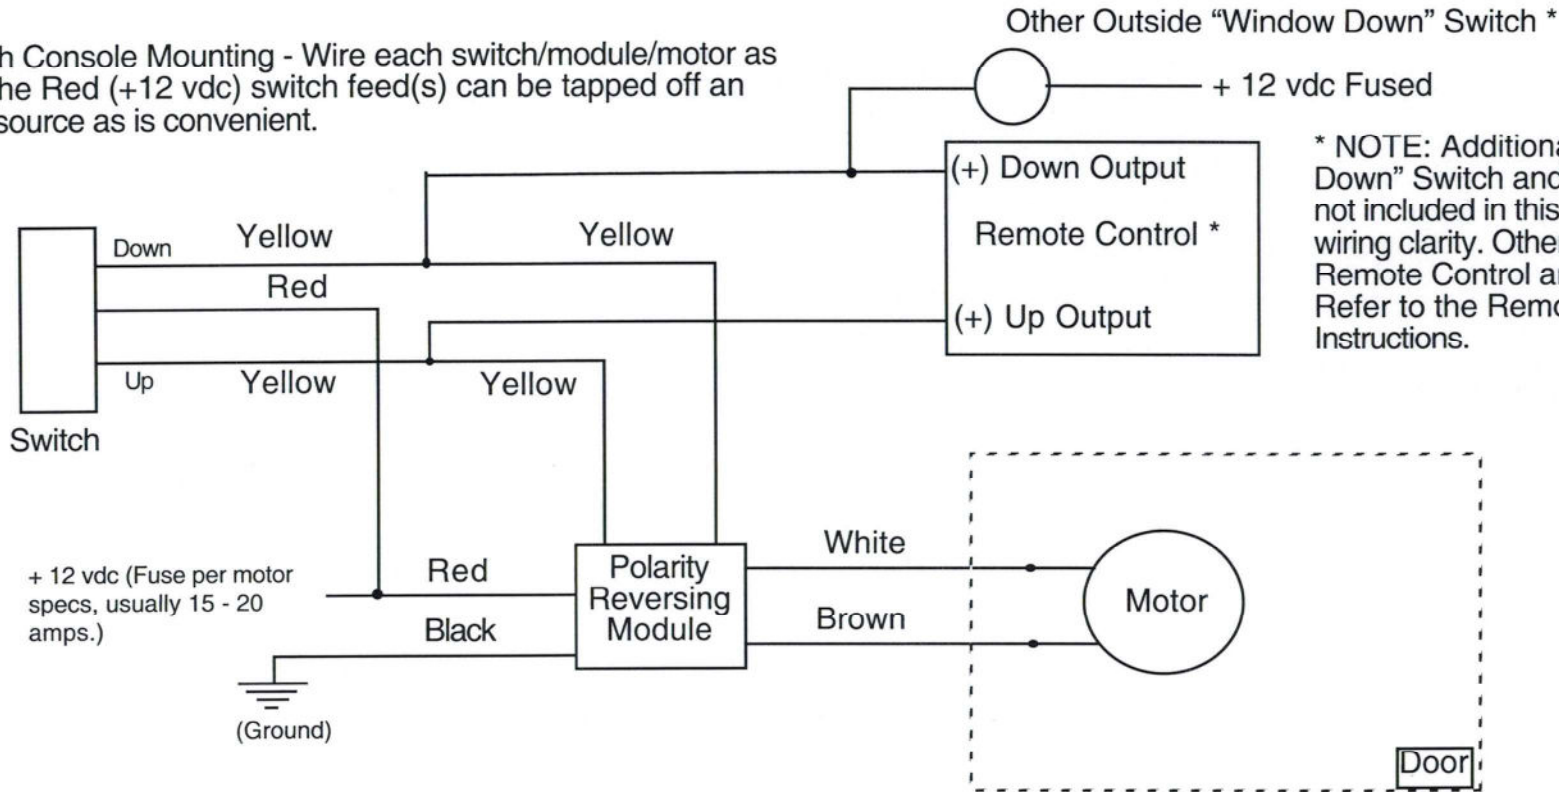 Other Outside “Window Down” Switch *
h Console Mounting - Wire each switch/module/motor as
he Red (+12 vdc) switch feed(s) can be tapped off an
source as is convenient.
+ 12 vdc Fused
* NOTE: Additiona
Down” Switch and
not included in this
wiring clarity. Other
Remote Control a
Refer to the Remo
Instructions.
(+) Down Output
Remote Control *
(+) Up Output
Down
Yellow
Yellow
Red
Up
Yellow
Yellow
Switch
+ 12 vdc (Fuse per motor
specs, usually 15 - 20
amps.)
Red
Black
(Ground)
Polarity
Reversing
Module
White
Brown
Motor
Door